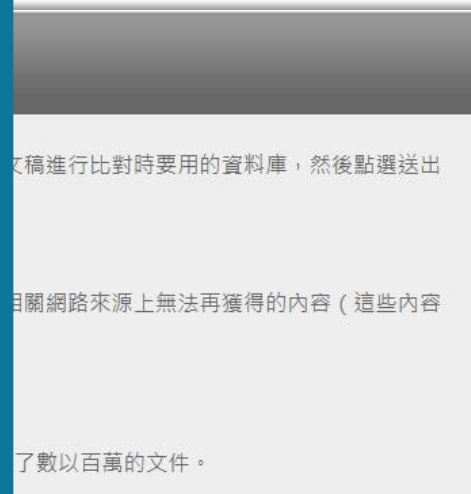 文稿進行比對時要用的資料庫，然後點選送出
相關網路來源上無法再獲得的內容（這些內容
了數以百萬的文件。